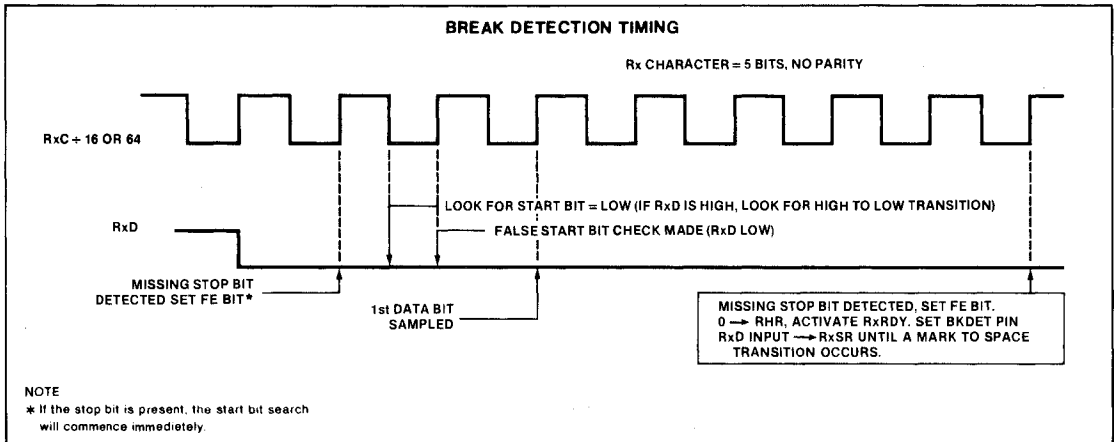 BREAK DETECTION TIMING
Rx CHARACTER = 5 BITS, NO PARITY
RxC ÷ 16 OR 64
LOOK FOR START BIT = LOW (IF RxD IS HIGH, LOOK FOR HIGH TO LOW TRANSITION)
RxD
FALSE START BIT CHECK MADE (RxD LOW)
MISSING STOP BIT
DETECTED SET FE BIT*
1st DATA BIT
SAMPLED
MISSING STOP BIT DETECTED, SET FE BIT.
0 → RHR, ACTIVATE RxRDY. SET BKDET PIN
RxD INPUT → RxSR UNTIL A MARK TO SPACE
TRANSITION OCCURS.
NOTE
* If the stop bit is present, the start bit search
will commence immedietely.